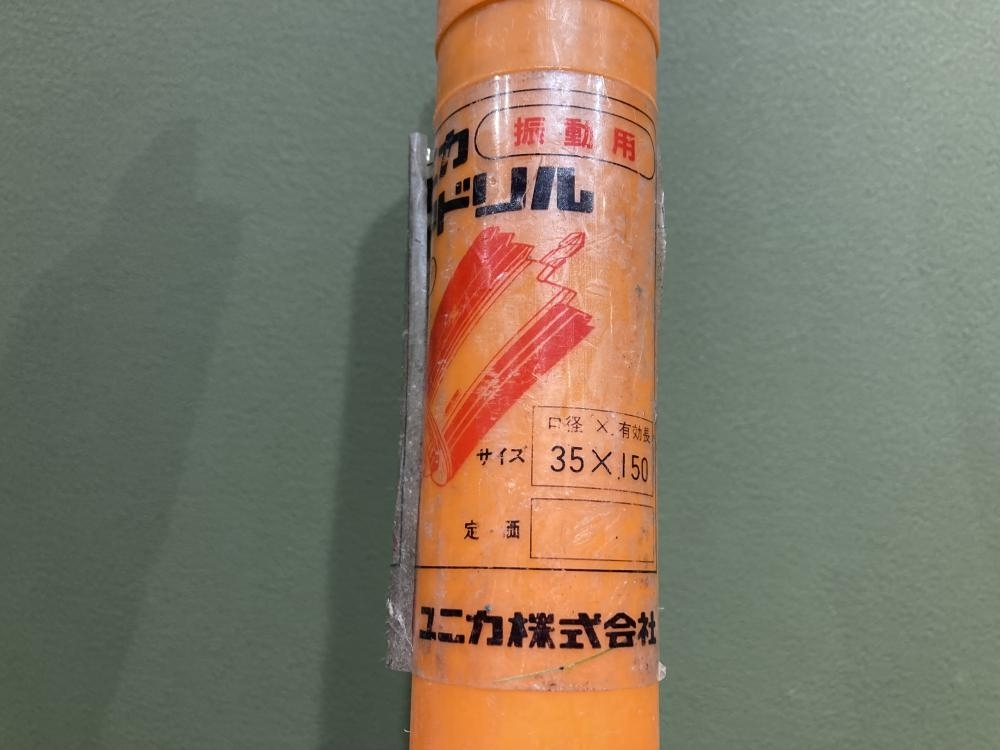 振動用
カ
ドリル
口径×有効長
サイズ 35×150
定価
ユニカ株式会社